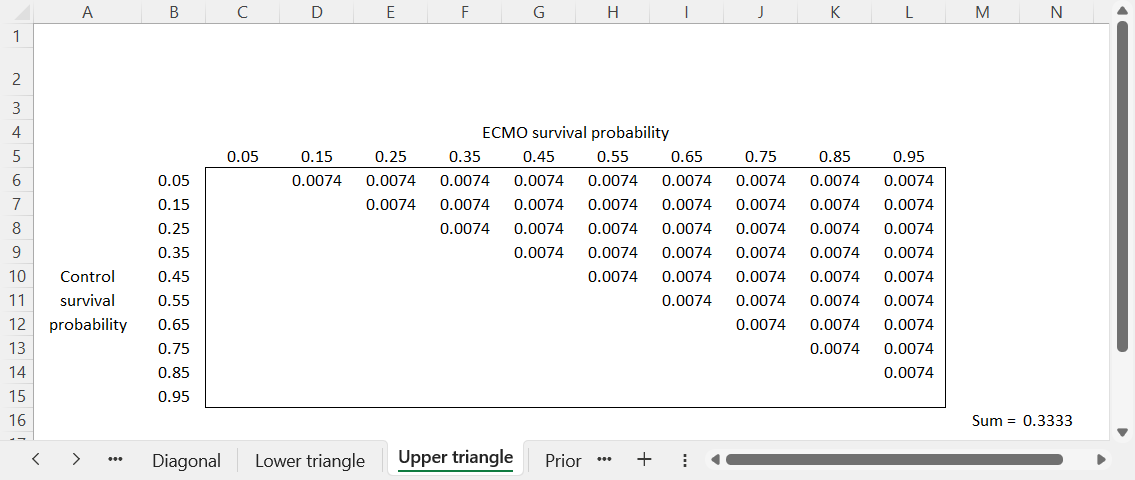 A B C D E F G H I J K L M N
1
2
3
4 ECMO survival probability
5 0.05 0.15 0.25 0.35 0.45 0.55 0.65 0.75 0.85 0.95
6 0.05 0.0074 0.0074 0.0074 0.0074 0.0074 0.0074 0.0074 0.0074 0.0074
7 0.15 0.0074 0.0074 0.0074 0.0074 0.0074 0.0074 0.0074 0.0074
8 0.25 0.0074 0.0074 0.0074 0.0074 0.0074 0.0074 0.0074
9 0.35 0.0074 0.0074 0.0074 0.0074 0.0074 0.0074
10 Control 0.45 0.0074 0.0074 0.0074 0.0074 0.0074
11 survival 0.55 0.0074 0.0074 0.0074 0.0074
12 probability 0.65 0.0074 0.0074 0.0074
13 0.75 0.0074 0.0074
14 0.85 0.0074
15 0.95
16 Sum = 0.3333
Diagonal Lower triangle Upper triangle Prior